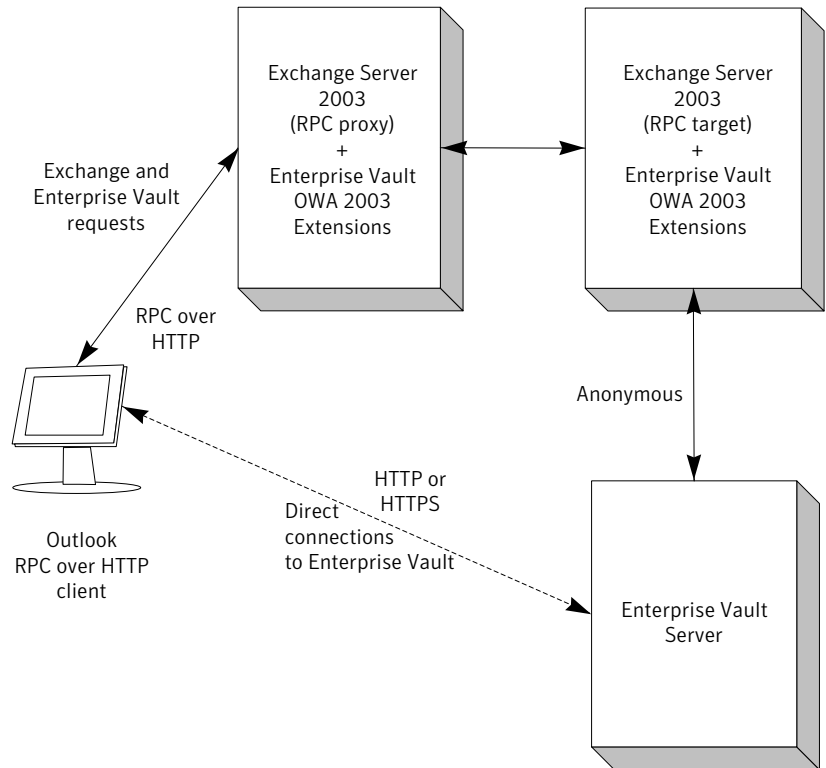 Exchange Server
2003
(RPC proxy)
+
Enterprise Vault
OWA 2003
Extensions
Exchange Server
2003
(RPC target)
+
Enterprise Vault
OWA 2003
Extensions
Exchange and
Enterprise Vault
requests
RPC over
HTTP
Anonymous
HTTP or
HTTPS
Direct
connections
to Enterprise Vault
Outlook
RPC over HTTP
client
Enterprise Vault
Server